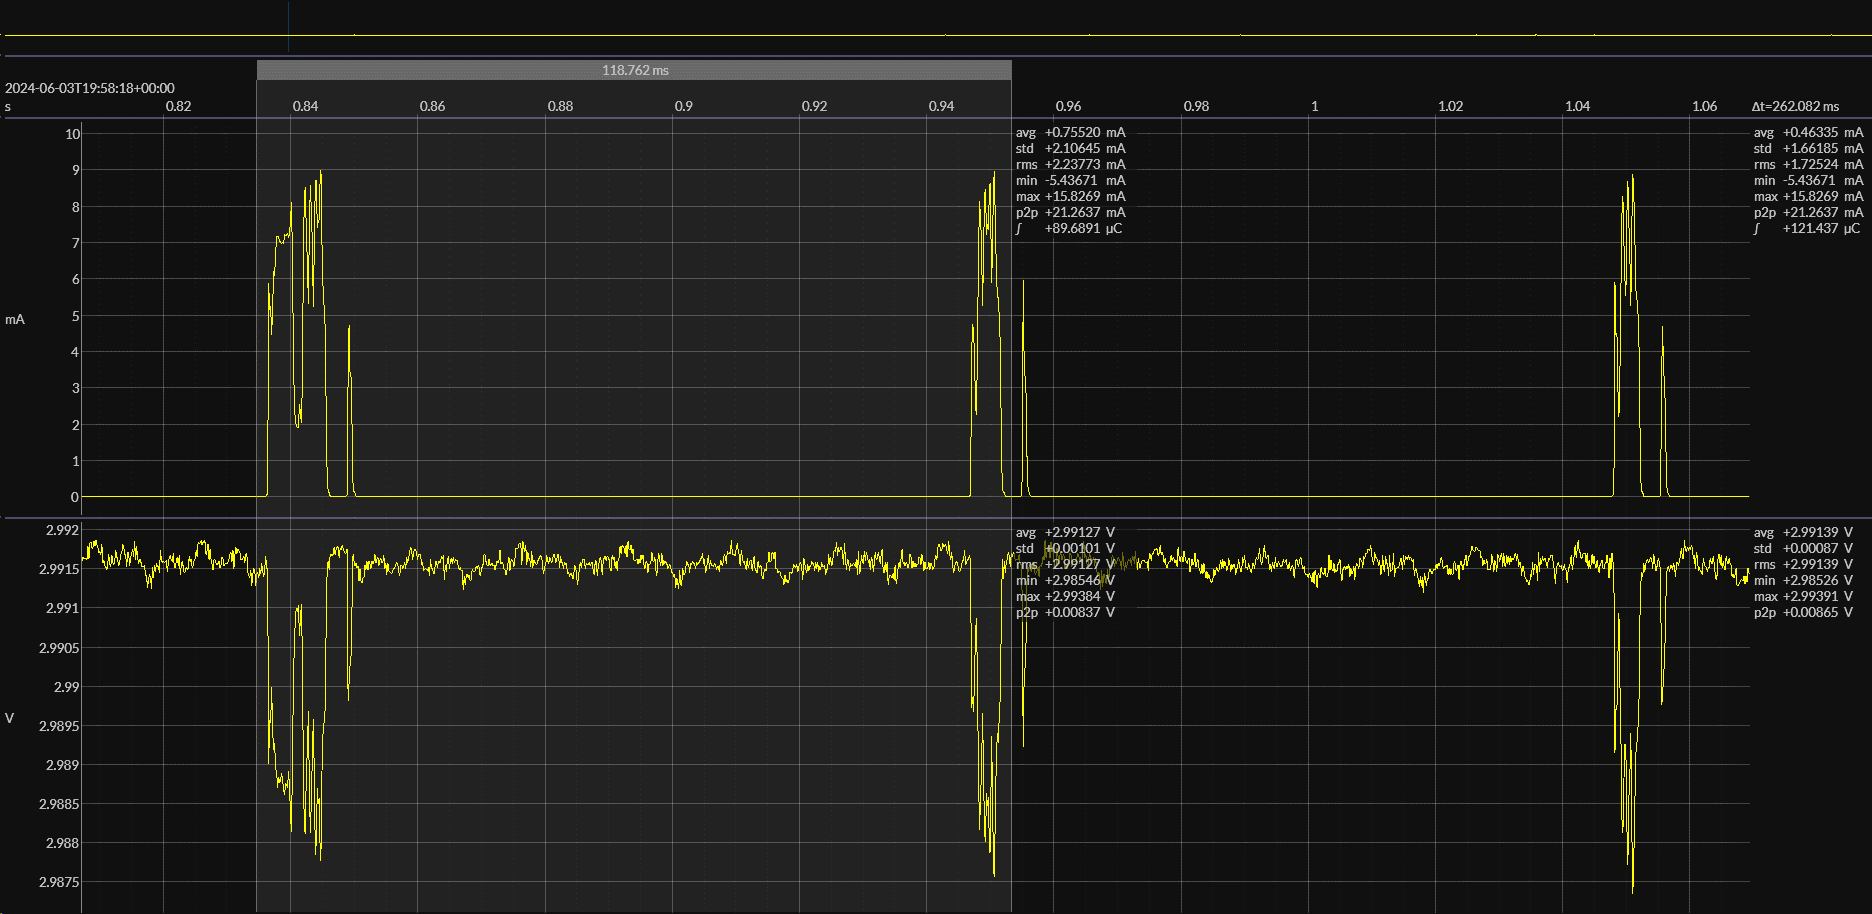 118.762 ms
2024-06-03T19:58:18+00:00
s 0.82 0.84 0.86 0.88 0.9 0.92 0.94 0.96 0.98 1 1.02 1.04 1.06 Δt=262.082 ms
10
9
8
7
6
5
4
3
2
1
0
mA
avg +0.75520 mA
std +2.10645 mA
rms +2.23773 mA
min -5.43671 mA
max +15.8269 mA
p2p +21.2637 mA
∫ +89.6891 µC
avg +0.46335 mA
std +1.66185 mA
rms +1.72524 mA
min -5.43671 mA
max +15.8269 mA
p2p +21.2637 mA
∫ +121.437 µC
2.992
2.9915
2.991
2.9905
2.99
2.9895
2.989
2.9885
2.988
2.9875
V
avg +2.99127 V
std +0.00101 V
rms +2.99127 V
min +2.98546 V
max +2.99384 V
p2p +0.00837 V
avg +2.99139 V
std +0.00087 V
rms +2.99139 V
min +2.98526 V
max +2.99391 V
p2p +0.00865 V